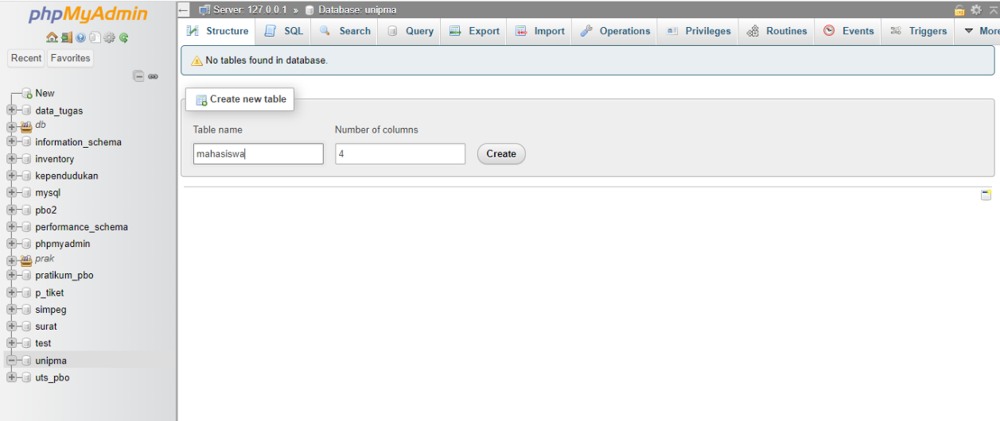 phpMyAdmin
Recent Favorites
New
data_tugas
db
information_schema
inventory
kependudukan
mysql
pbo2
performance_schema
phpmyadmin
prak
pratikum_pbo
p_tiket
simpeg
surat
test
unipma
uts_pbo
Server: 127.0.0.1 » Database: unipma
Structure SQL Search Query Export Import Operations Privileges Routines Events Triggers More
No tables found in database.
Create new table
Table name Number of columns
mahasiswa 4 Create